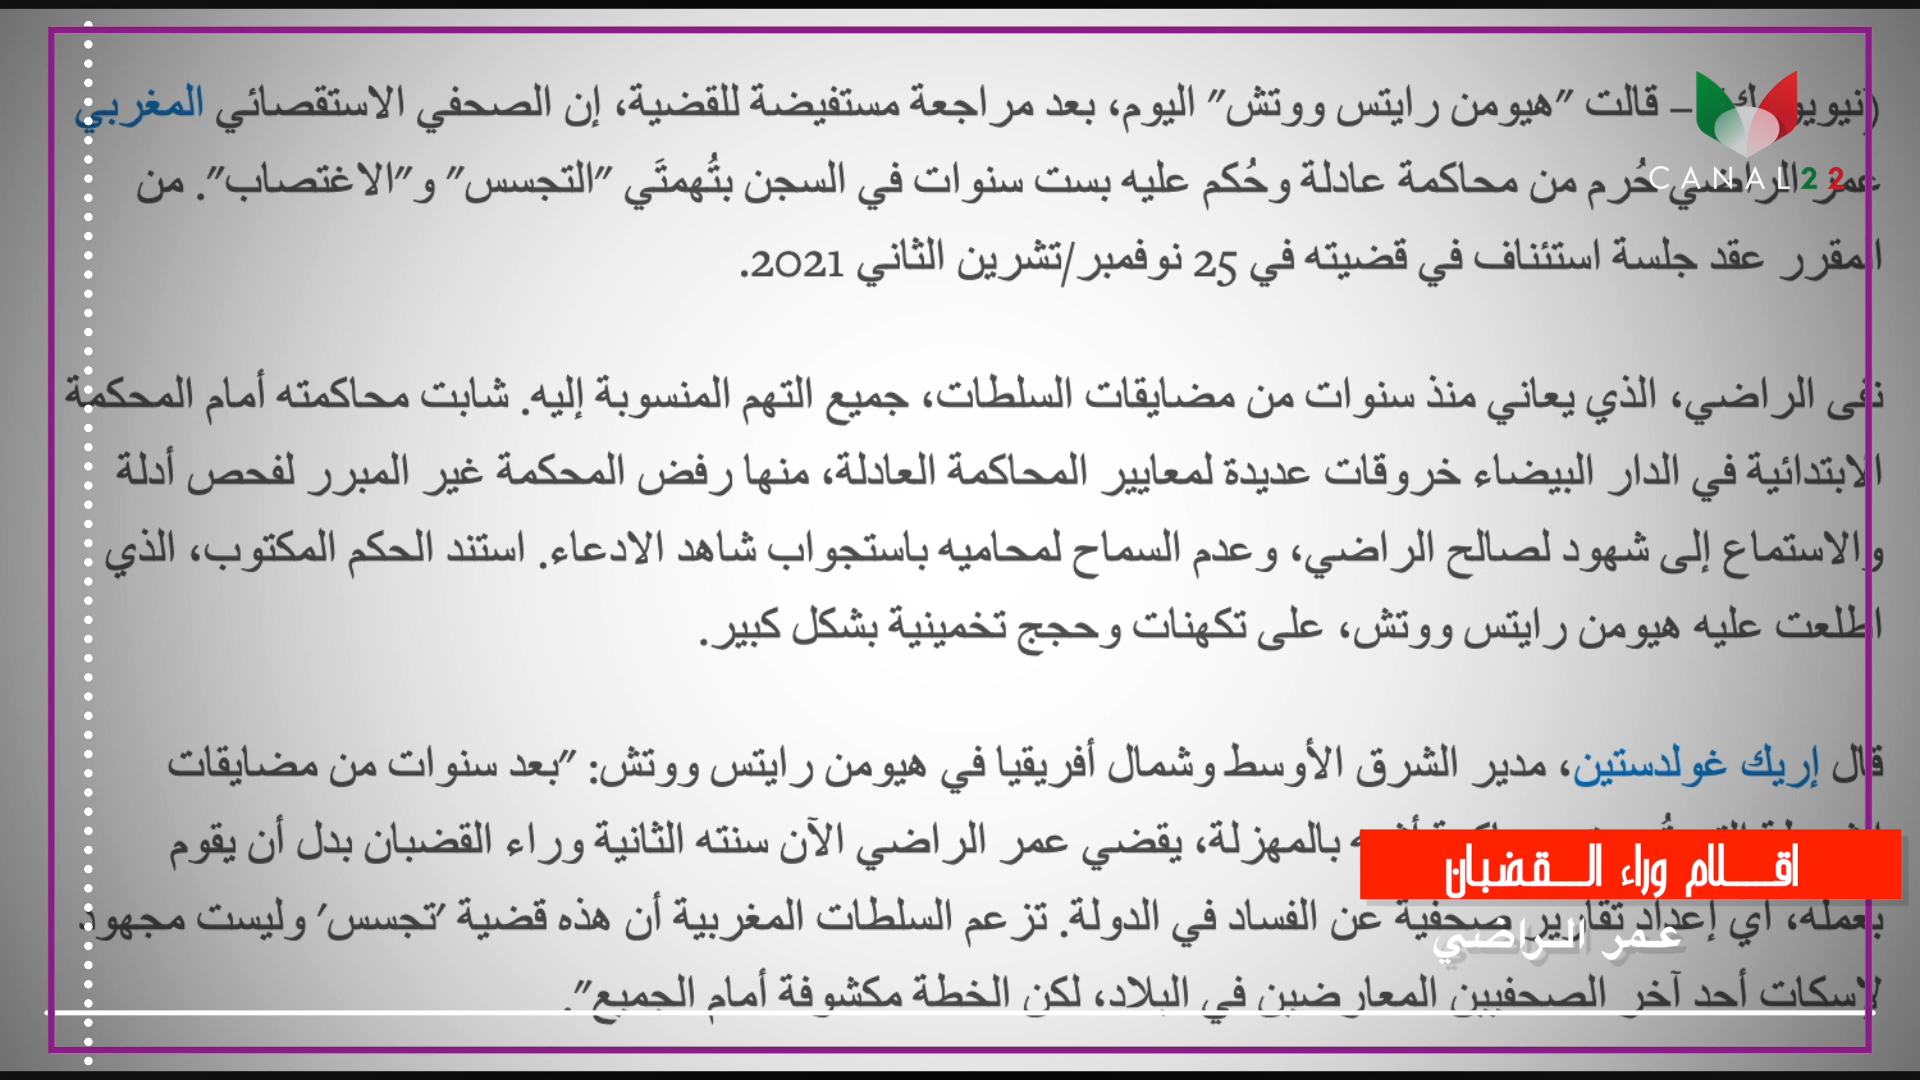 – قالت "هيومن رايتس ووتش" اليوم، بعد مراجعة مستفيضة للقضية، إن الصحفي الاستقصائي المغربي
عمر الراضي حُرم من محاكمة عادلة وحُكم عليه بست سنوات في السجن بتُهمتَي "التجسس" و"الاغتصاب". من
المقرر عقد جلسة استئناف في قضيته في 25 نوفمبر/تشرين الثاني 2021.
CANAL22
نفى الراضي، الذي يعاني منذ سنوات من مضايقات السلطات، جميع التهم المنسوبة إليه. شابت محاكمته أمام المحكمة
الابتدائية في الدار البيضاء خروقات عديدة لمعايير المحاكمة العادلة، منها رفض المحكمة غير المبرر لفحص أدلة
والاستماع إلى شهود لصالح الراضي، وعدم السماح لمحاميه باستجواب شاهد الادعاء. استند الحكم المكتوب، الذي
اطلعت عليه هيومن رايتس ووتش، على تكهنات وحجج تخمينية بشكل كبير.
قال إريك غولدستين، مدير الشرق الأوسط وشمال أفريقيا في هيومن رايتس ووتش: "بعد سنوات من مضايقات
بالمهزلة، يقضي عمر الراضي الآن سنته الثانية وراء القضبان بدل أن يقوم
بعمله، أي إعداد تقارير صحفية عن الفساد في الدولة. تزعم السلطات المغربية أن هذه قضية 'تجسس' وليست مجهود
لإسكات أحد آخر الصحفيين المعارضين في البلاد، لكن الخطة مكشوفة أمام الجميع".
اقـــلام وراء الـــقضبان
عمر الراضي